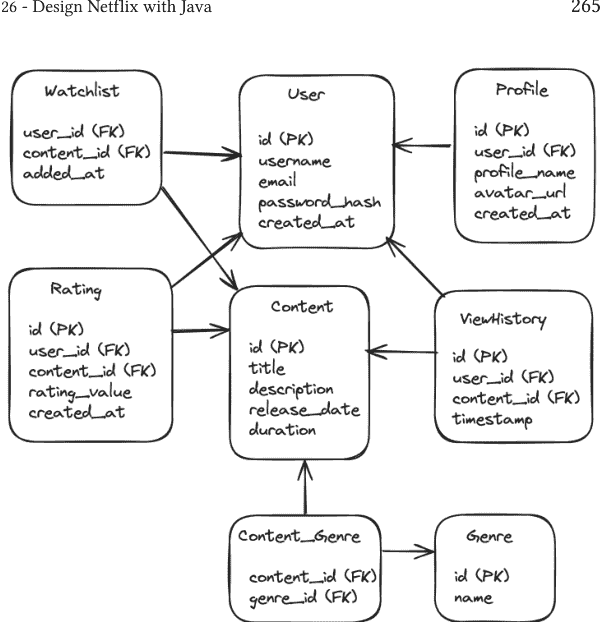 26 - Design Netflix with Java
265
Watchlist
user_id (FK)
content_id (FK)
added_at
User
id (PK)
username
email
password_hash
created_at
Profile
id (PK)
user_id (FK)
profile_name
avatar_url
created_at
Rating
id (PK)
user_id (FK)
content_id (FK)
rating_value
created_at
Content
id (PK)
title
description
release_date
duration
ViewHistory
id (PK)
user_id (FK)
content_id (FK)
timestamp
Content_Genre
content_id (FK)
genre_id (FK)
Genre
id (PK)
name